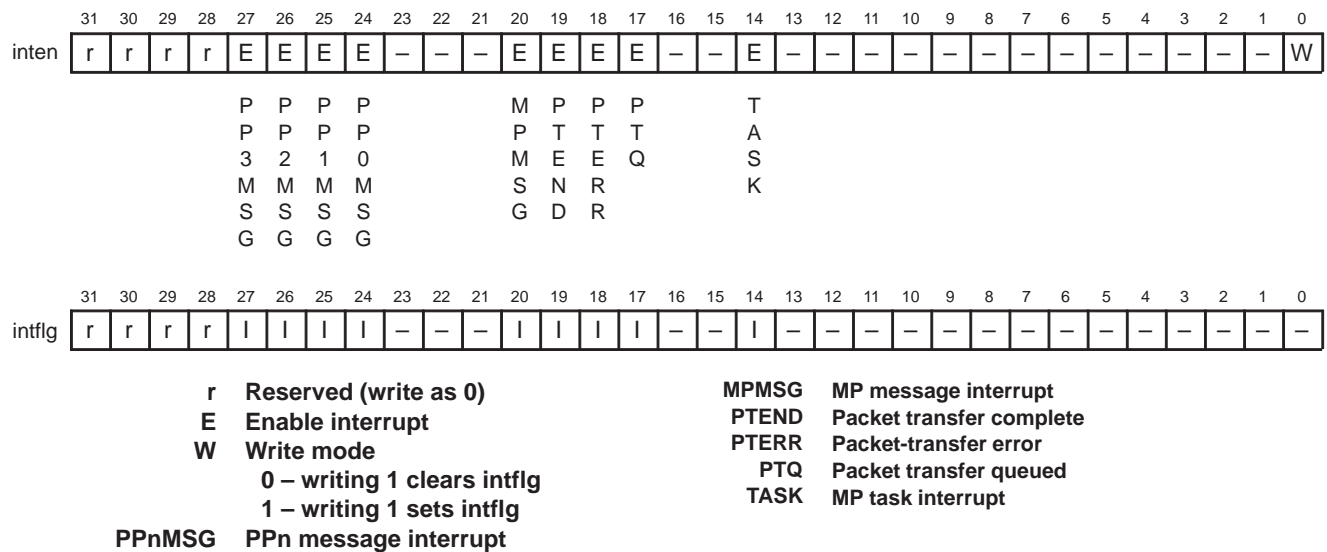 31 30 29 28 27 26 25 24 23 22 21 20 19 18 17 16 15 14 13 12 11 10 9 8 7 6 5 4 3 2 1 0
inten r r r r E E E E – – – E E E E – – E – – – – – – – – – – – – – W
P P P P M P P P T
P P P P P T T T A
3 2 1 0 M E E Q S
M M M M S N R K
S S S S G D R
G G G G
31 30 29 28 27 26 25 24 23 22 21 20 19 18 17 16 15 14 13 12 11 10 9 8 7 6 5 4 3 2 1 0
intflg r r r r I I I I – – – I I I I – – I – – – – – – – – – – – – – –
r Reserved (write as 0)
E Enable interrupt
W Write mode
0 – writing 1 clears intflg
1 – writing 1 sets intflg
PPnMSG PPn message interrupt
MPMSG MP message interrupt
PTEND Packet transfer complete
PTERR Packet-transfer error
PTQ Packet transfer queued
TASK MP task interrupt